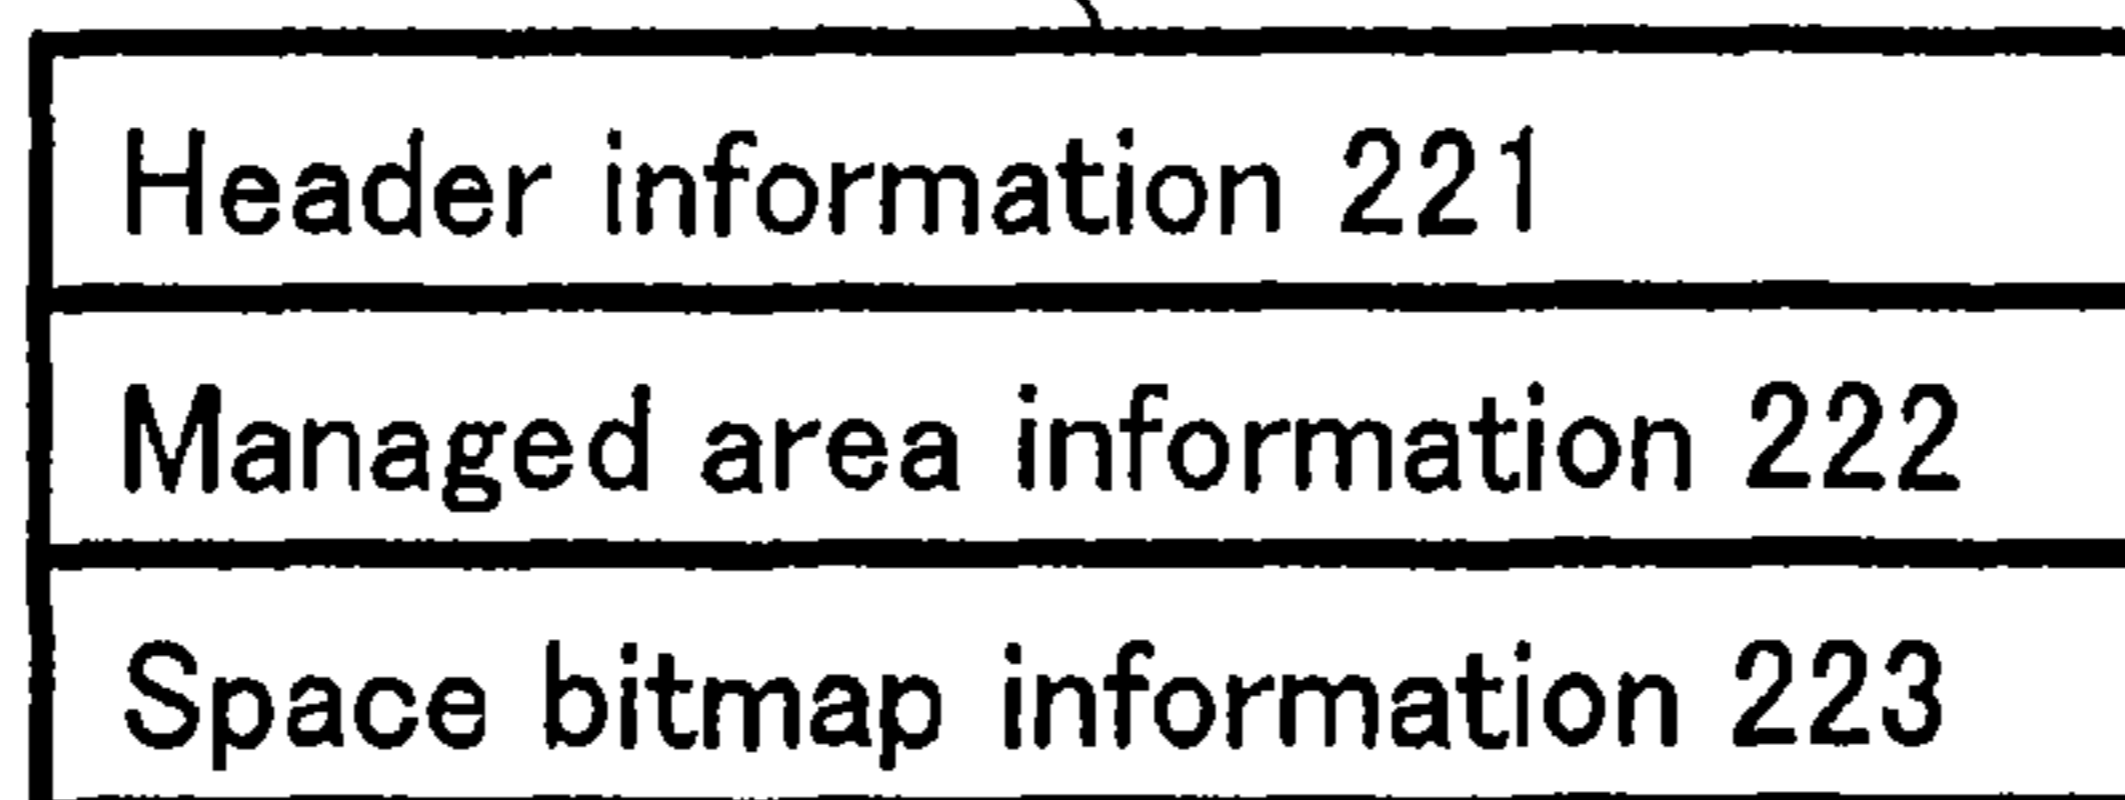 Header information 221
Managed area information 222
Space bitmap information 223